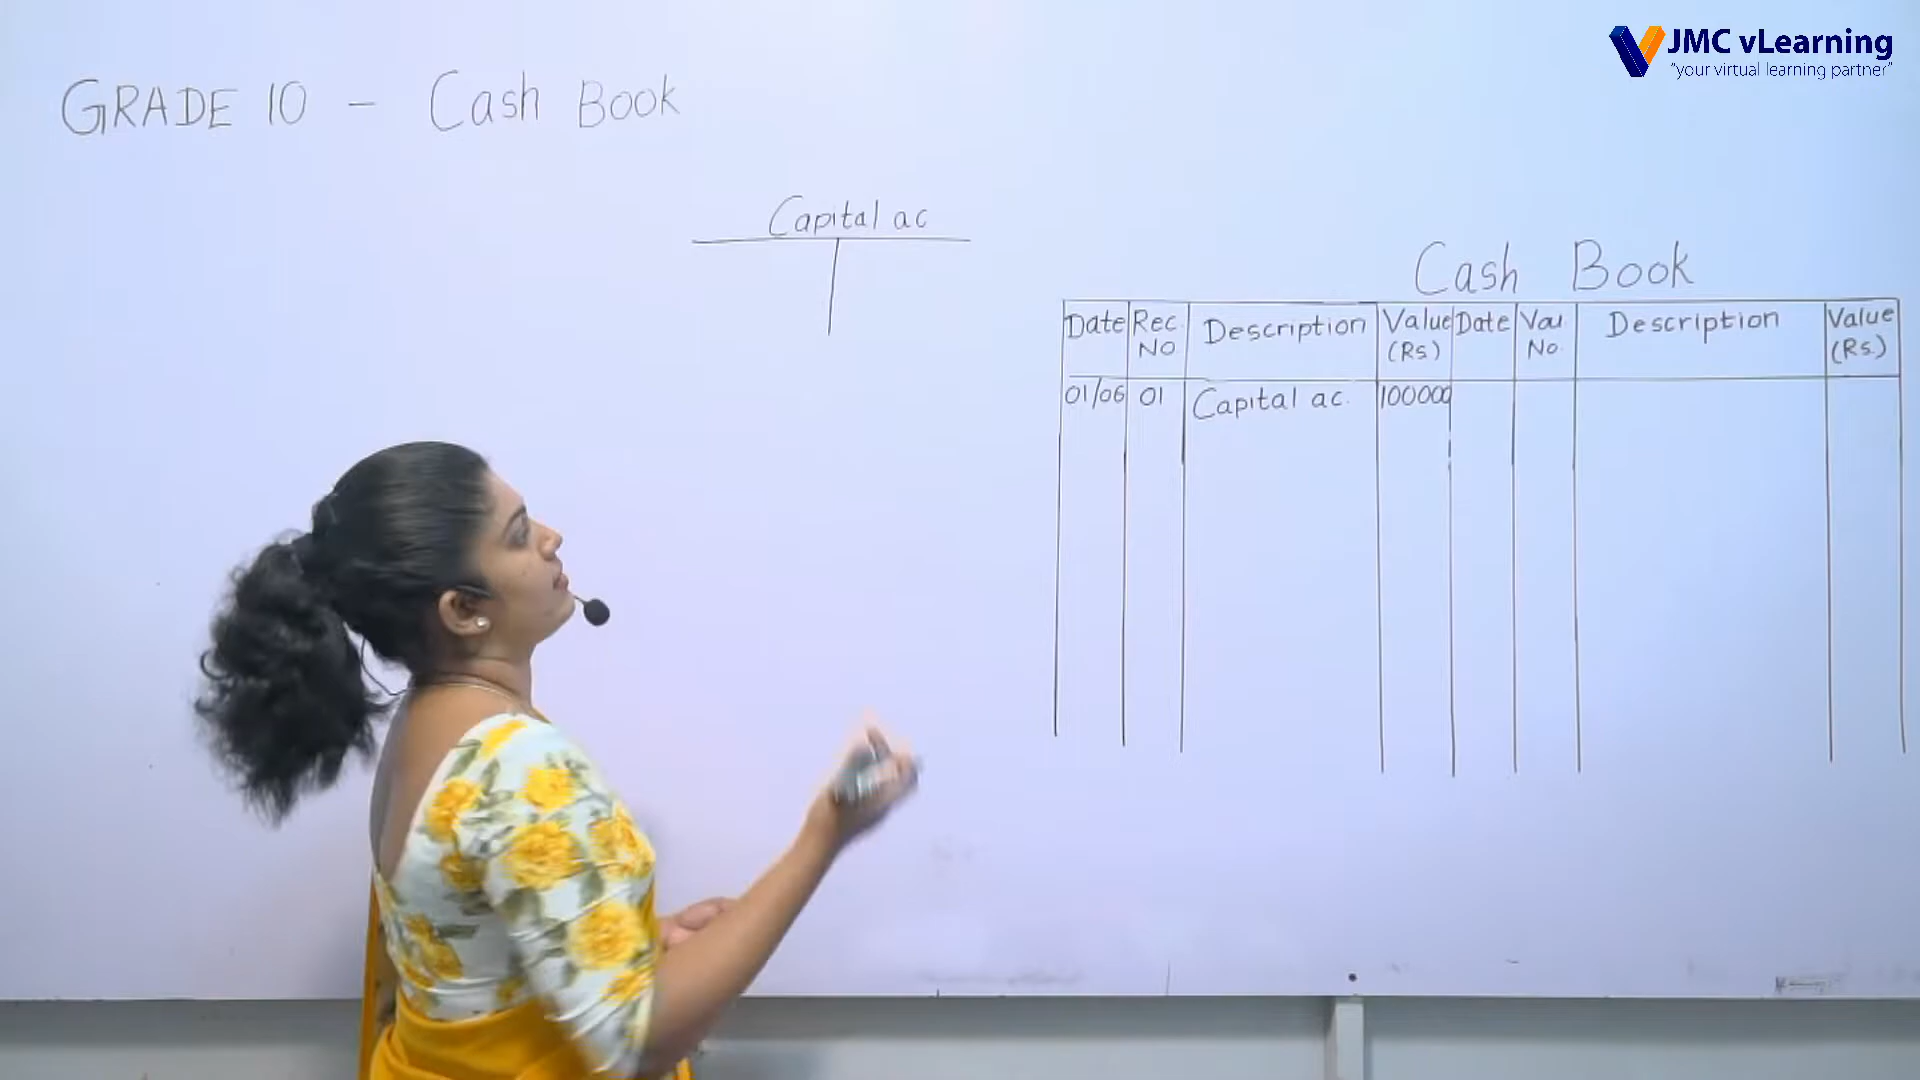 JMC vLearning
"your virtual learning partner"
GRADE 10 - Cash Book
Capital ac
Cash Book
Date Rec. No. Description Value (Rs) Date Vou No. Description Value (Rs.)
01/06 01 Capital ac. 100000